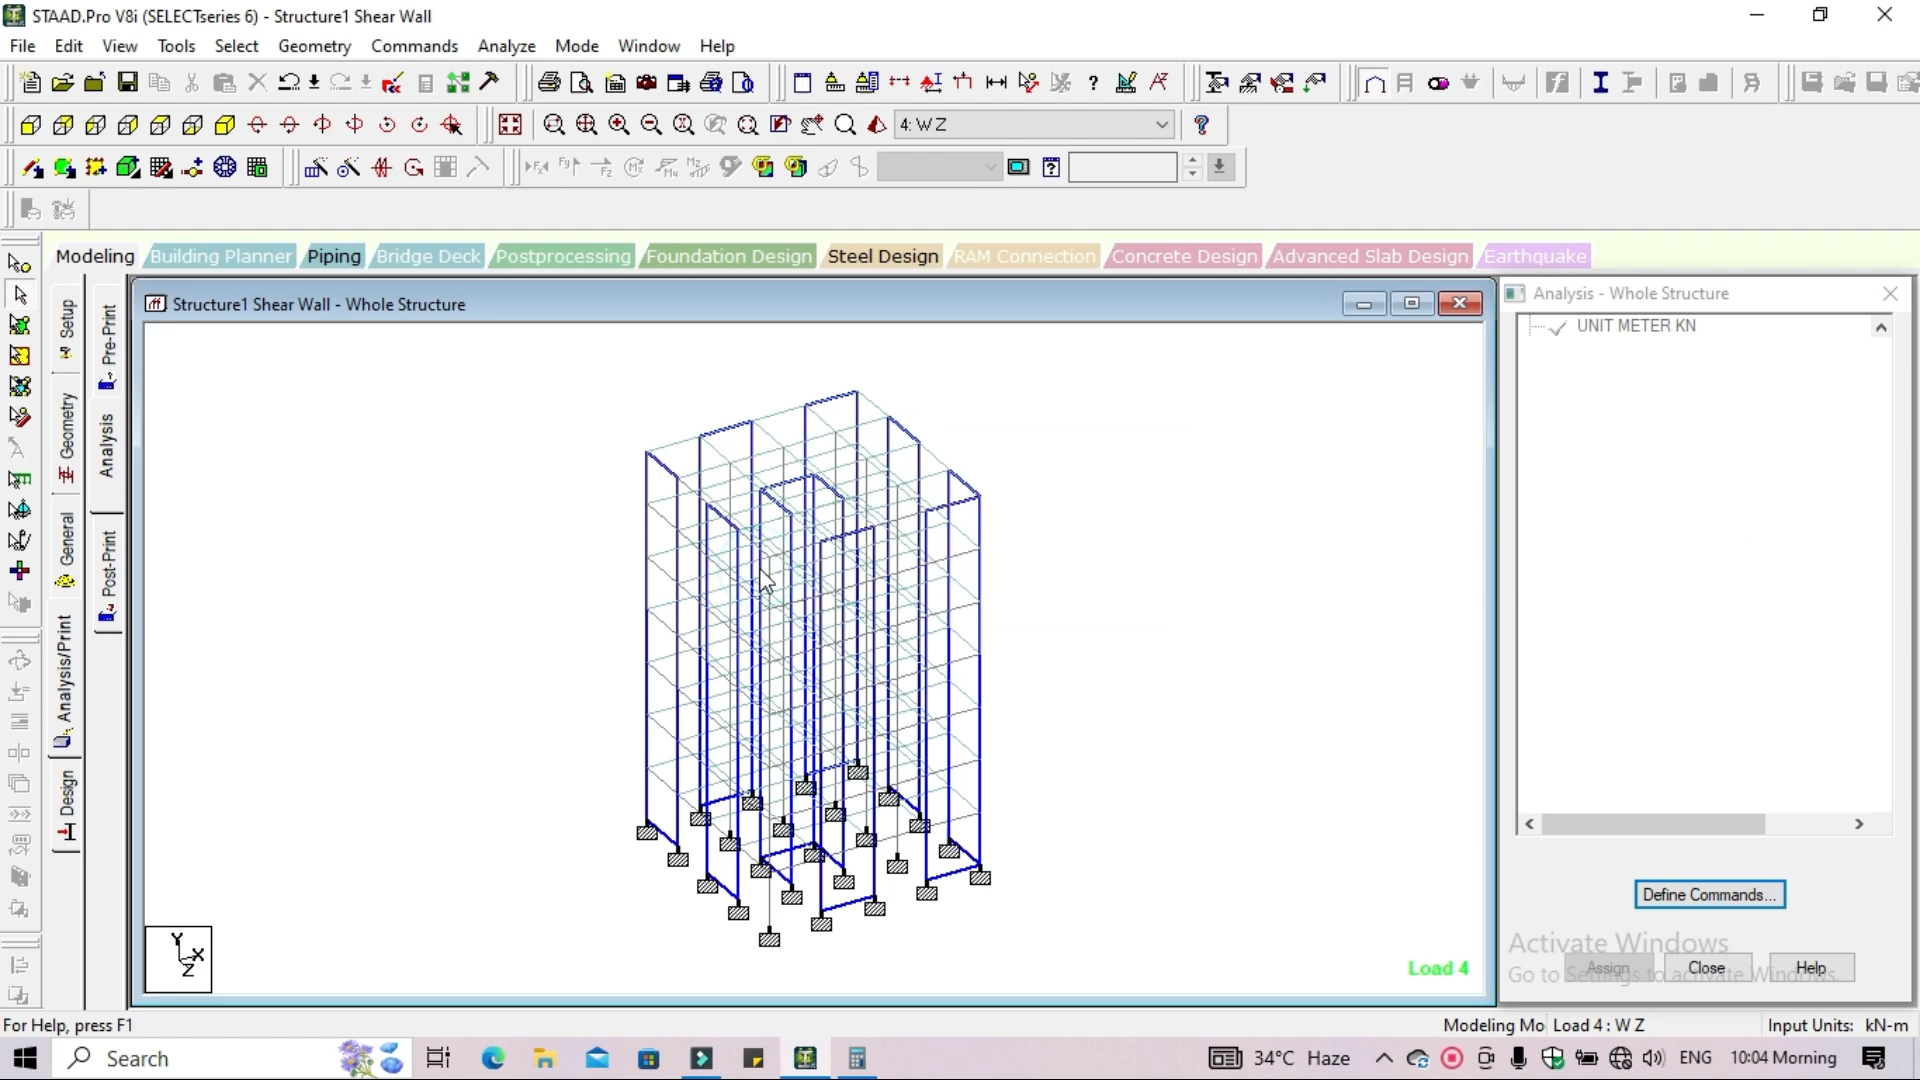 STAAD.Pro V8i (SELECTseries 6) - Structure1 Shear Wall
File Edit View Tools Select Geometry Commands Analyze Mode Window Help
4: W Z
Modeling Building Planner Piping Bridge Deck Postprocessing Foundation Design Steel Design RAM Connection Concrete Design Advanced Slab Design Earthquake
Structure1 Shear Wall - Whole Structure
Analysis - Whole Structure
UNIT METER KN
Setup
Geometry
General
Analysis/Print
Design
Pre-Print
Analysis
Post-Print
Y
X
Z
Load 4
Define Commands...
Activate Windows
Go to Settings to activate Windows.
Assign Close Help
For Help, press F1
Modeling Mo Load 4 : W Z Input Units: kN-m
Search
34°C Haze
ENG
10:04 Morning